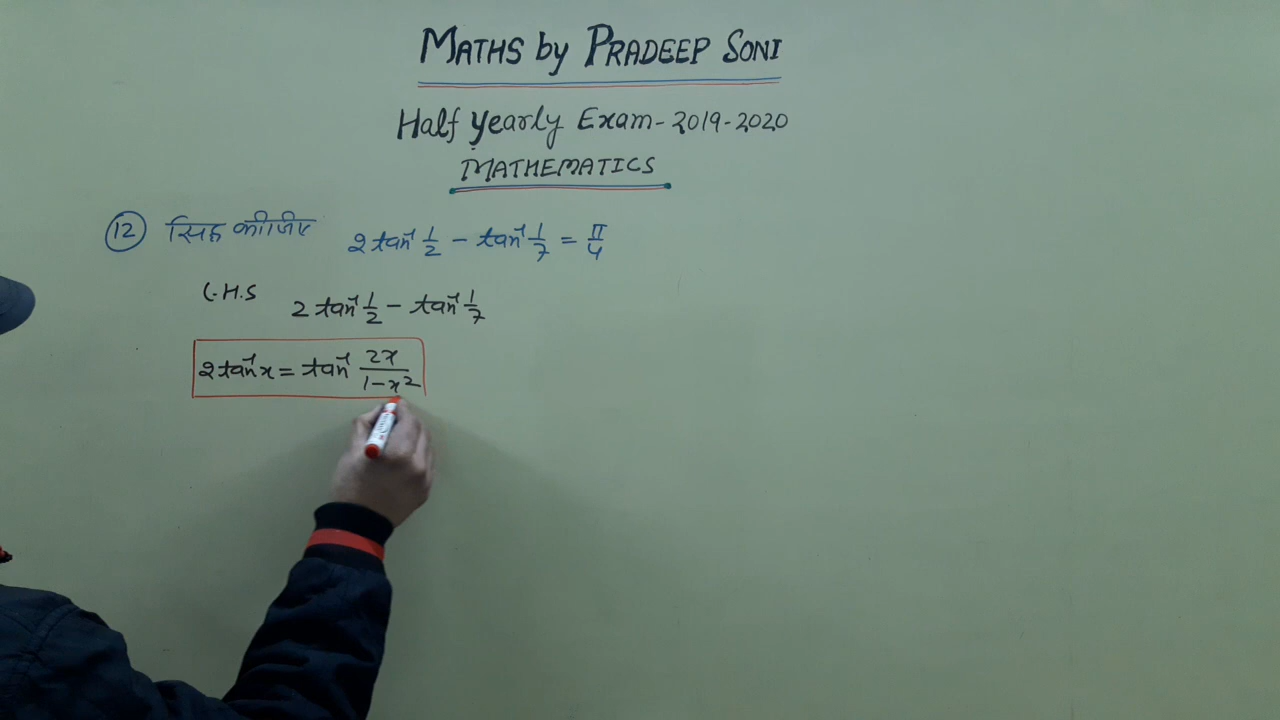 MATHS by PRADEEP SONI
Half Yearly Exam-2019-2020
MATHEMATICS
(12) सिद्ध कीजिए 2 tan⁻¹ 1/2 - tan⁻¹ 1/7 = π/4
L.H.S 2 tan⁻¹ 1/2 - tan⁻¹ 1/7
2 tan⁻¹ x = tan⁻¹ 2x/1-x²